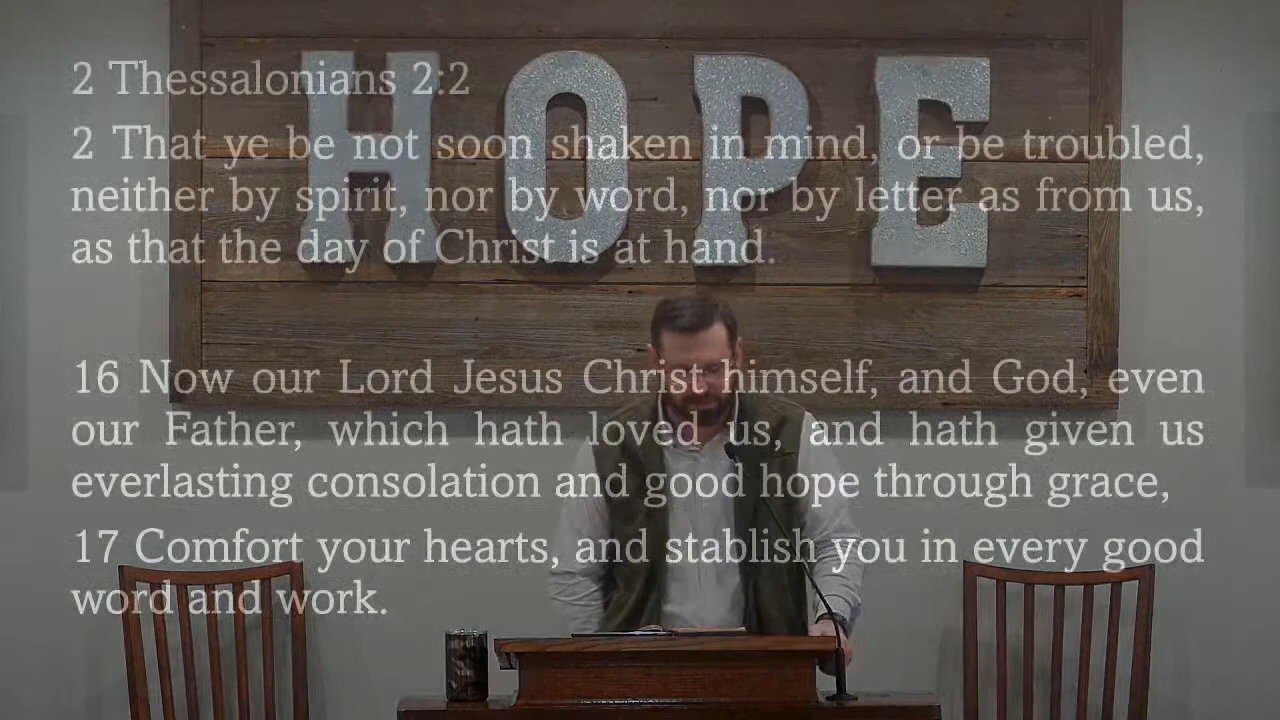 HOPE
2 Thessalonians 2:2
2 That ye be not soon shaken in mind, or be troubled,
neither by spirit, nor by word, nor by letter as from us,
as that the day of Christ is at hand.
16 Now our Lord Jesus Christ himself, and God, even
our Father, which hath loved us, and hath given us
everlasting consolation and good hope through grace,
17 Comfort your hearts, and stablish you in every good
word and work.